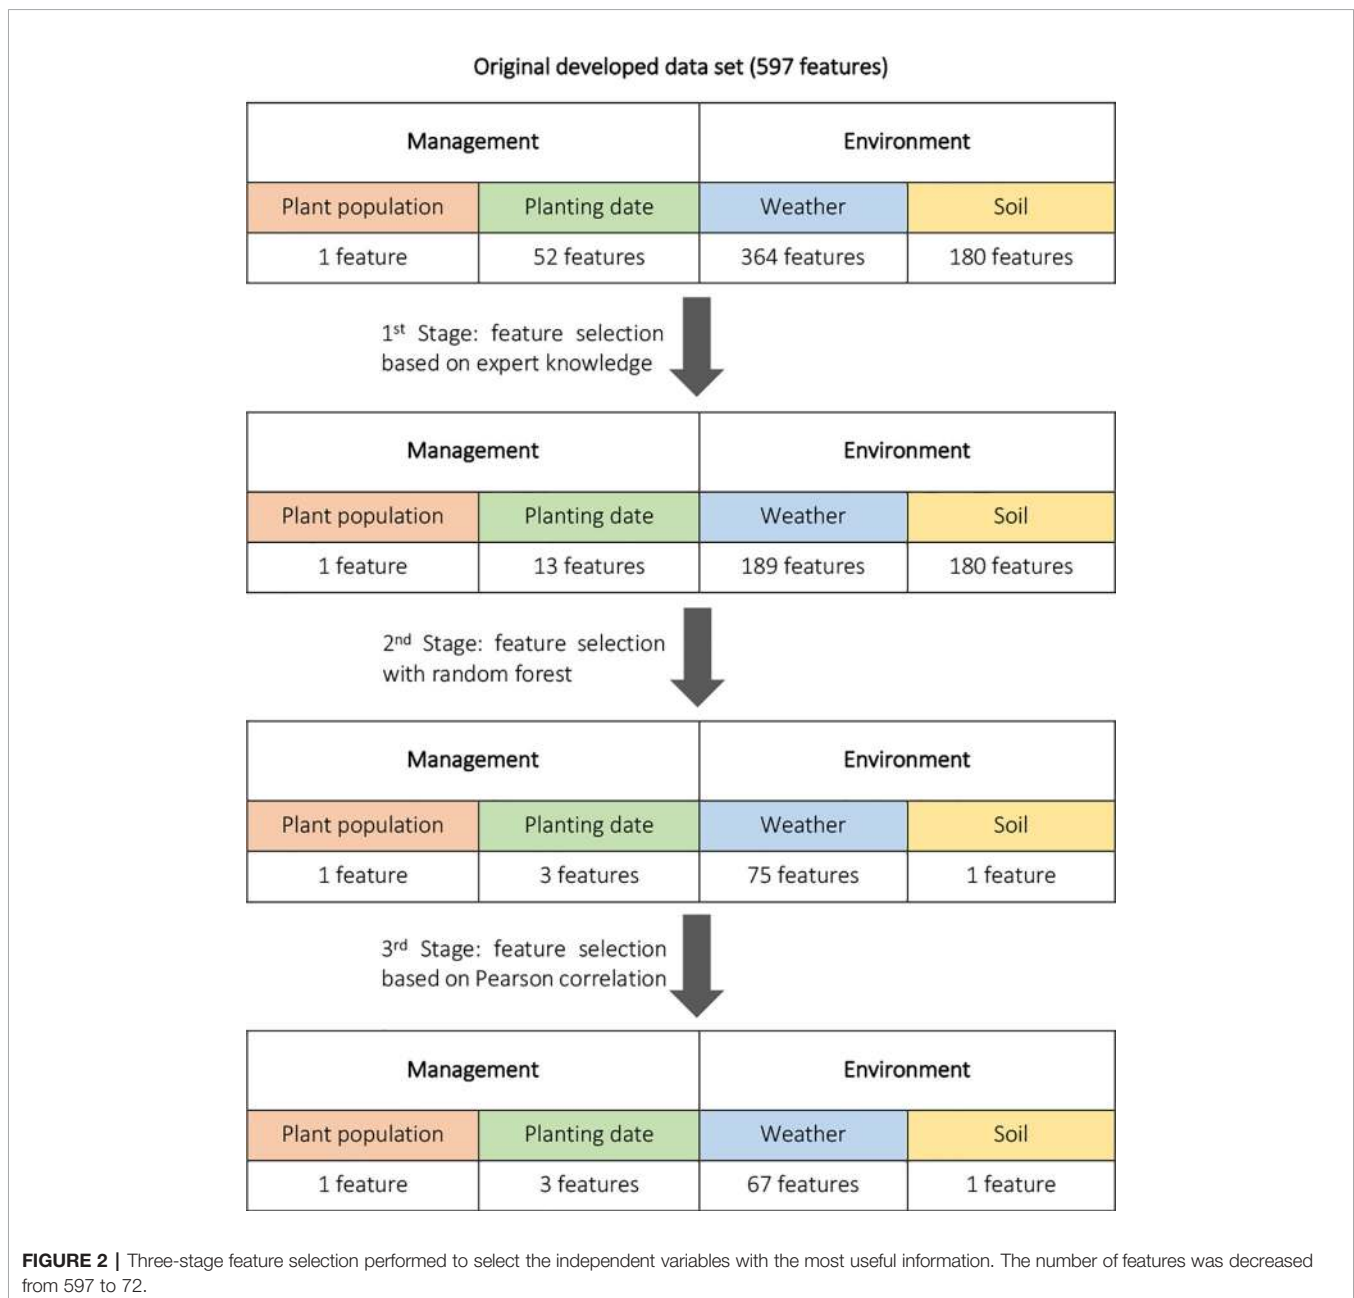 Original developed data set (597 features)
Management Environment
Plant population Planting date Weather Soil
1 feature 52 features 364 features 180 features
1st Stage: feature selection
based on expert knowledge
Management Environment
Plant population Planting date Weather Soil
1 feature 13 features 189 features 180 features
2nd Stage: feature selection
with random forest
Management Environment
Plant population Planting date Weather Soil
1 feature 3 features 75 features 1 feature
3rd Stage: feature selection
based on Pearson correlation
Management Environment
Plant population Planting date Weather Soil
1 feature 3 features 67 features 1 feature
FIGURE 2 | Three-stage feature selection performed to select the independent variables with the most useful information. The number of features was decreased
from 597 to 72.